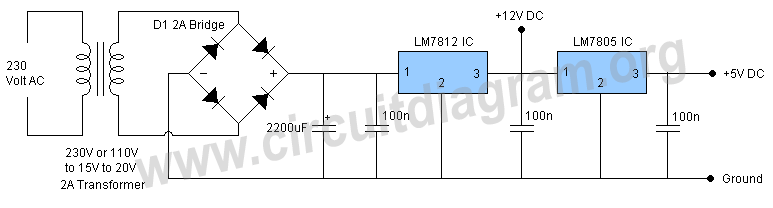 D1 2A Bridge
+12V DC
LM7812 IC
LM7805 IC
230
Volt AC
-
+
1
2
3
1
2
3
+5V DC
+
2200uF
100n
100n
100n
230V or 110V
to 15V to 20V
2A Transformer
Ground
www.circuitdiagram.org